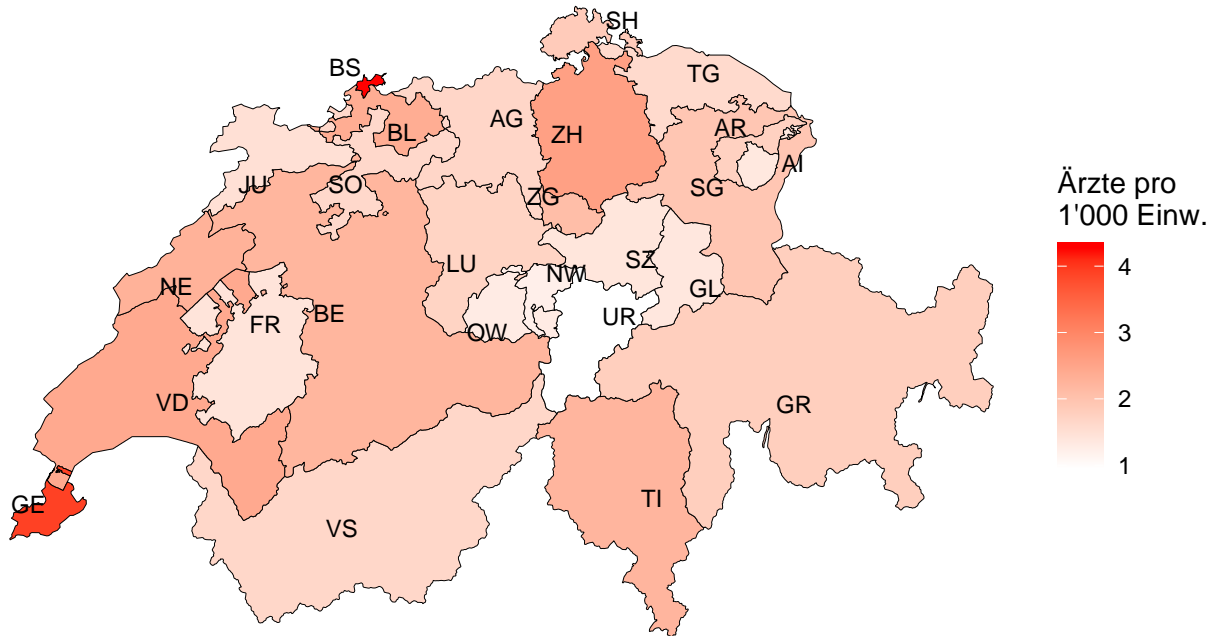 SH
BS
TG
AG
ZH
BL
AR
AI
JU
SO
ZG
SG
LU
SZ
NW
NE
GL
FR
BE
UR
OW
VD
GR
GE
VS
TI
Ärzte pro
1'000 Einw.
4
3
2
1